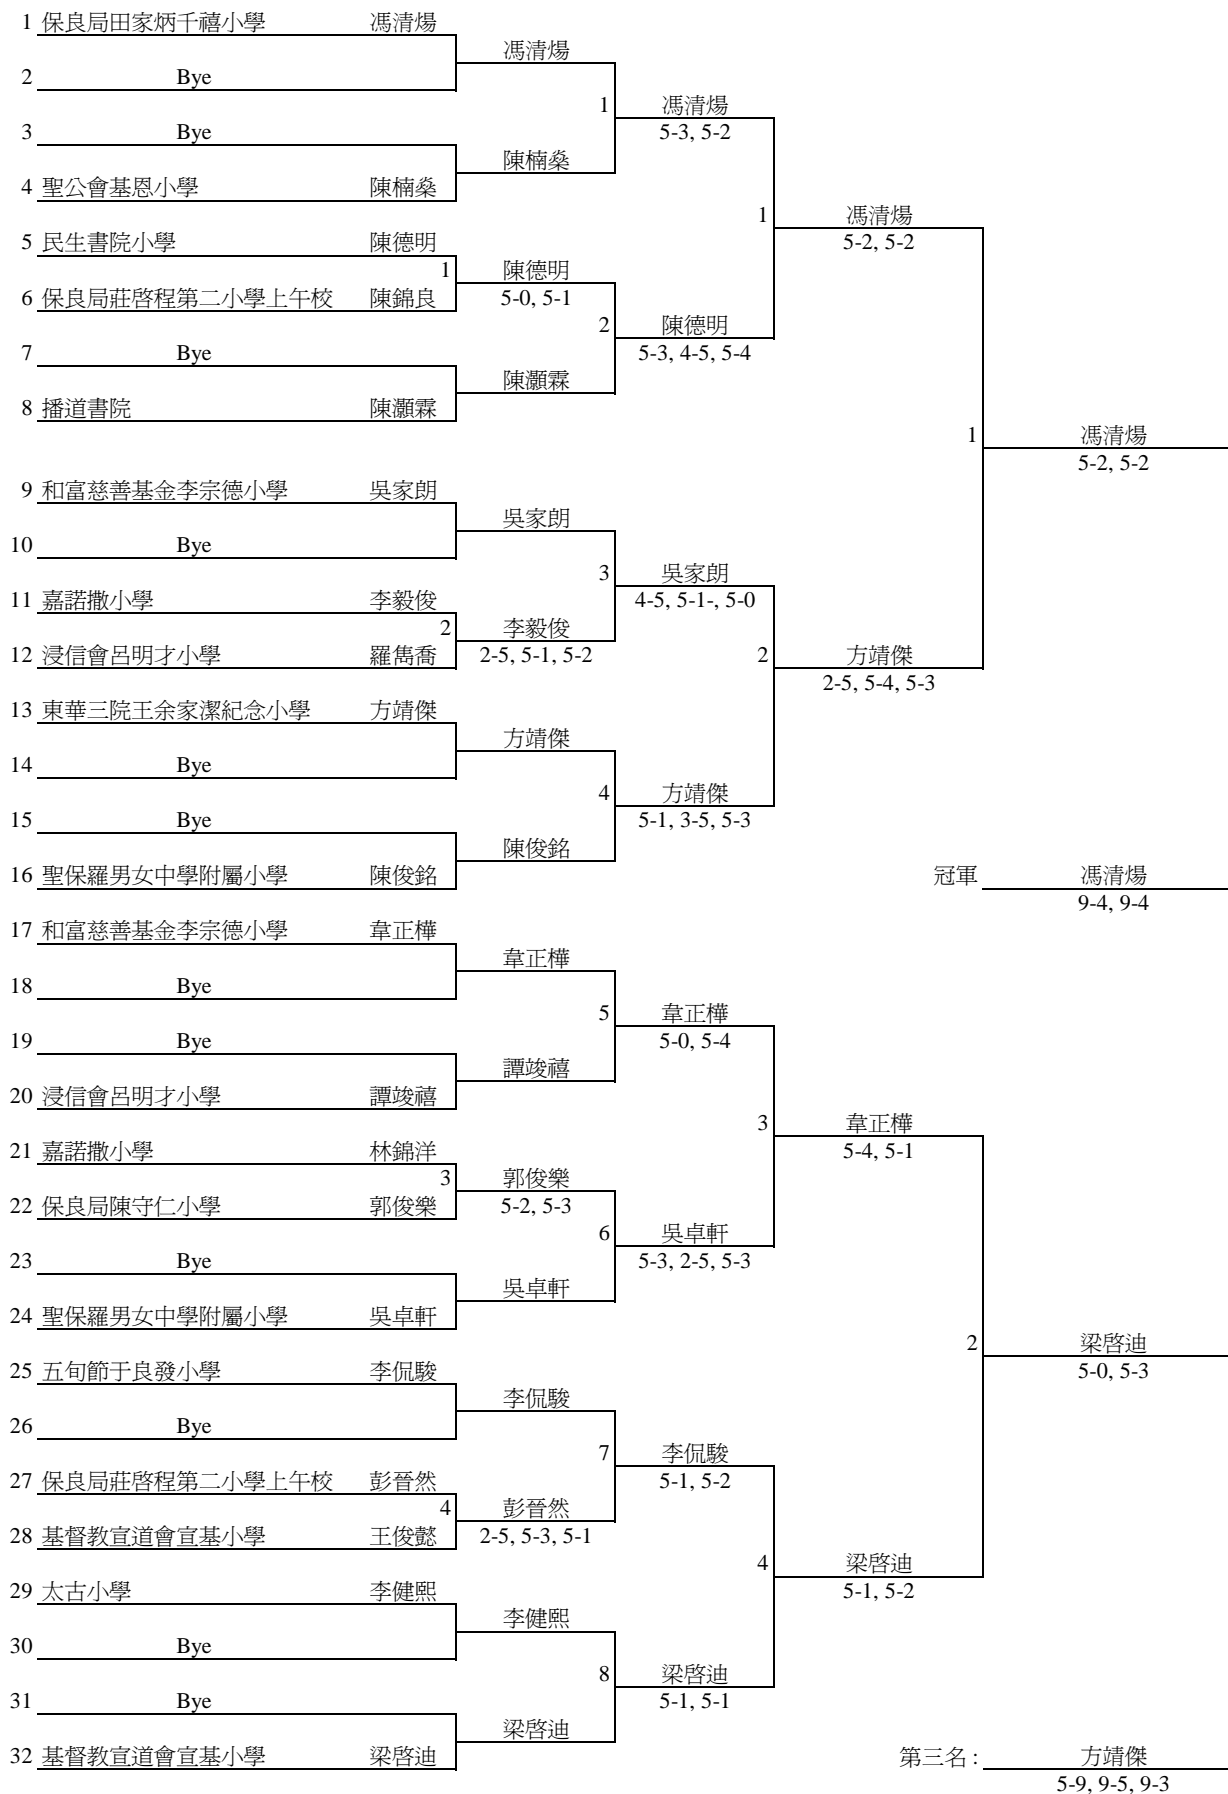 1 保良局田家炳千禧小學 馮清煬
馮清煬
2 Bye
1 馮清煬
3 Bye 5-3, 5-2
陳楠燊
4 聖公會基恩小學 陳楠燊
1 馮清煬
5 民生書院小學 陳德明 5-2, 5-2
1 陳德明
6 保良局莊啓程第二小學上午校 陳錦良 5-0, 5-1
2 陳德明
7 Bye 5-3, 4-5, 5-4
陳灝霖
8 播道書院 陳灝霖
1 馮清煬
5-2, 5-2
9 和富慈善基金李宗德小學 吳家朗
吳家朗
10 Bye
3 吳家朗
11 嘉諾撒小學 李毅俊 4-5, 5-1-, 5-0
2 李毅俊
12 浸信會呂明才小學 羅雋喬 2-5, 5-1, 5-2 2 方靖傑
2-5, 5-4, 5-3
13 東華三院王余家潔紀念小學 方靖傑
方靖傑
14 Bye
4 方靖傑
15 Bye 5-1, 3-5, 5-3
陳俊銘
16 聖保羅男女中學附屬小學 陳俊銘 冠軍 馮清煬
9-4, 9-4
17 和富慈善基金李宗德小學 韋正樺
韋正樺
18 Bye
5 韋正樺
19 Bye 5-0, 5-4
譚竣禧
20 浸信會呂明才小學 譚竣禧
3 韋正樺
21 嘉諾撒小學 林錦洋 5-4, 5-1
3 郭俊樂
22 保良局陳守仁小學 郭俊樂 5-2, 5-3
6 吳卓軒
23 Bye 5-3, 2-5, 5-3
吳卓軒
24 聖保羅男女中學附屬小學 吳卓軒
2 梁啓迪
25 五旬節于良發小學 李侃駿 5-0, 5-3
李侃駿
26 Bye
7 李侃駿
27 保良局莊啓程第二小學上午校 彭晉然 5-1, 5-2
4 彭晉然
28 基督教宣道會宣基小學 王俊懿 2-5, 5-3, 5-1
4 梁啓迪
29 太古小學 李健熙 5-1, 5-2
李健熙
30 Bye
8 梁啓迪
31 Bye 5-1, 5-1
梁啓迪
32 基督教宣道會宣基小學 梁啓迪 第三名 : 方靖傑
5-9, 9-5, 9-3